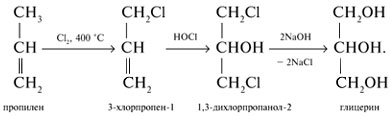 CH₃ CH₂Cl CH₂Cl CH₂OH
Cl₂, 400 °C HOCl 2NaOH
CH CH CHOH CHOH.
− 2NaCl
CH₂ CH₂ CH₂Cl CH₂OH
пропилен 3-хлорпропен-1 1,3-дихлорпропанол-2 глицерин